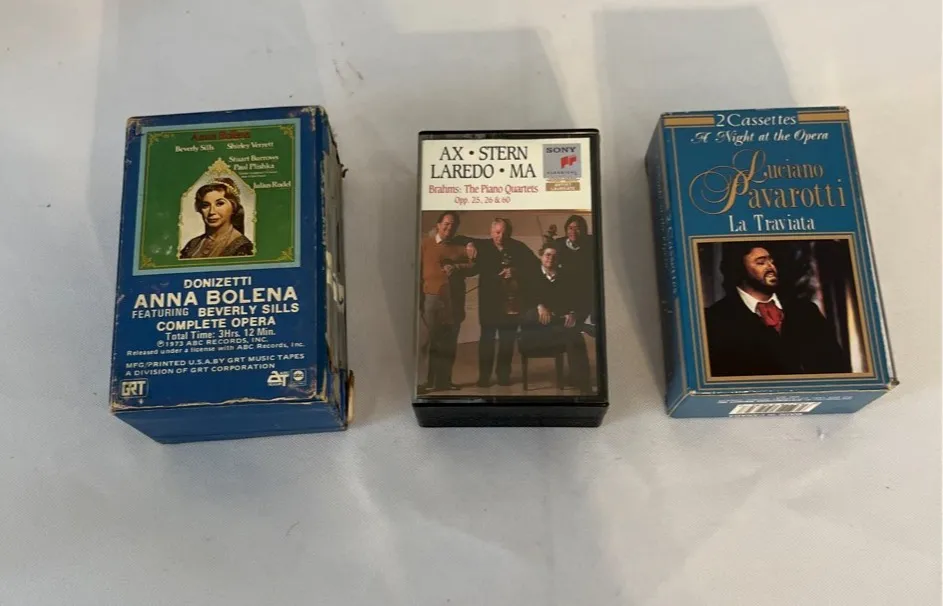 Anna Bolena
Beverly Sills Shirley Verrett
Stuart Burrows
Paul Plishka
Julius Rudel
DONIZETTI
ANNA BOLENA
FEATURING BEVERLY SILLS
COMPLETE OPERA
Total Time: 3Hrs. 12 Min.
℗1973 ABC RECORDS, INC.
Released under a license with ABC Records, Inc.
MFG/PRINTED U.S.A. BY GRT MUSIC TAPES
A DIVISION OF GRT CORPORATION
GRT
abc
AX • STERN
LAREDO • MA
Brahms: The Piano Quartets
Opp. 25, 26 & 60
SONY
CLASSICAL
2 Cassettes
A Night at the Opera
Luciano
Pavarotti
La Traviata